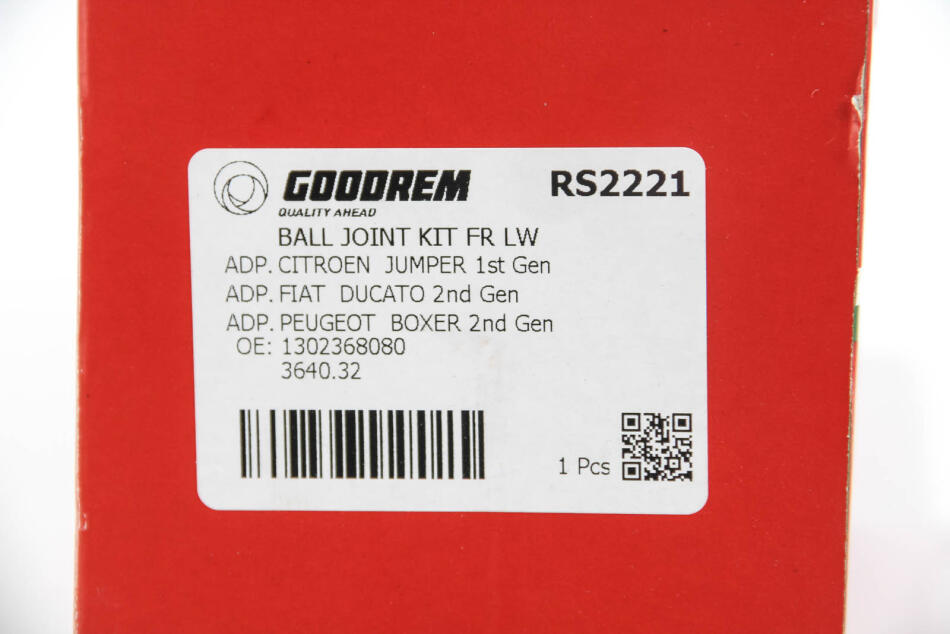 GOODREM
RS2221
QUALITY AHEAD
BALL JOINT KIT FR LW
ADP. CITROEN JUMPER 1st Gen
ADP. FIAT DUCATO 2nd Gen
ADP. PEUGEOT BOXER 2nd Gen
OE: 1302368080
3640.32
1 Pcs